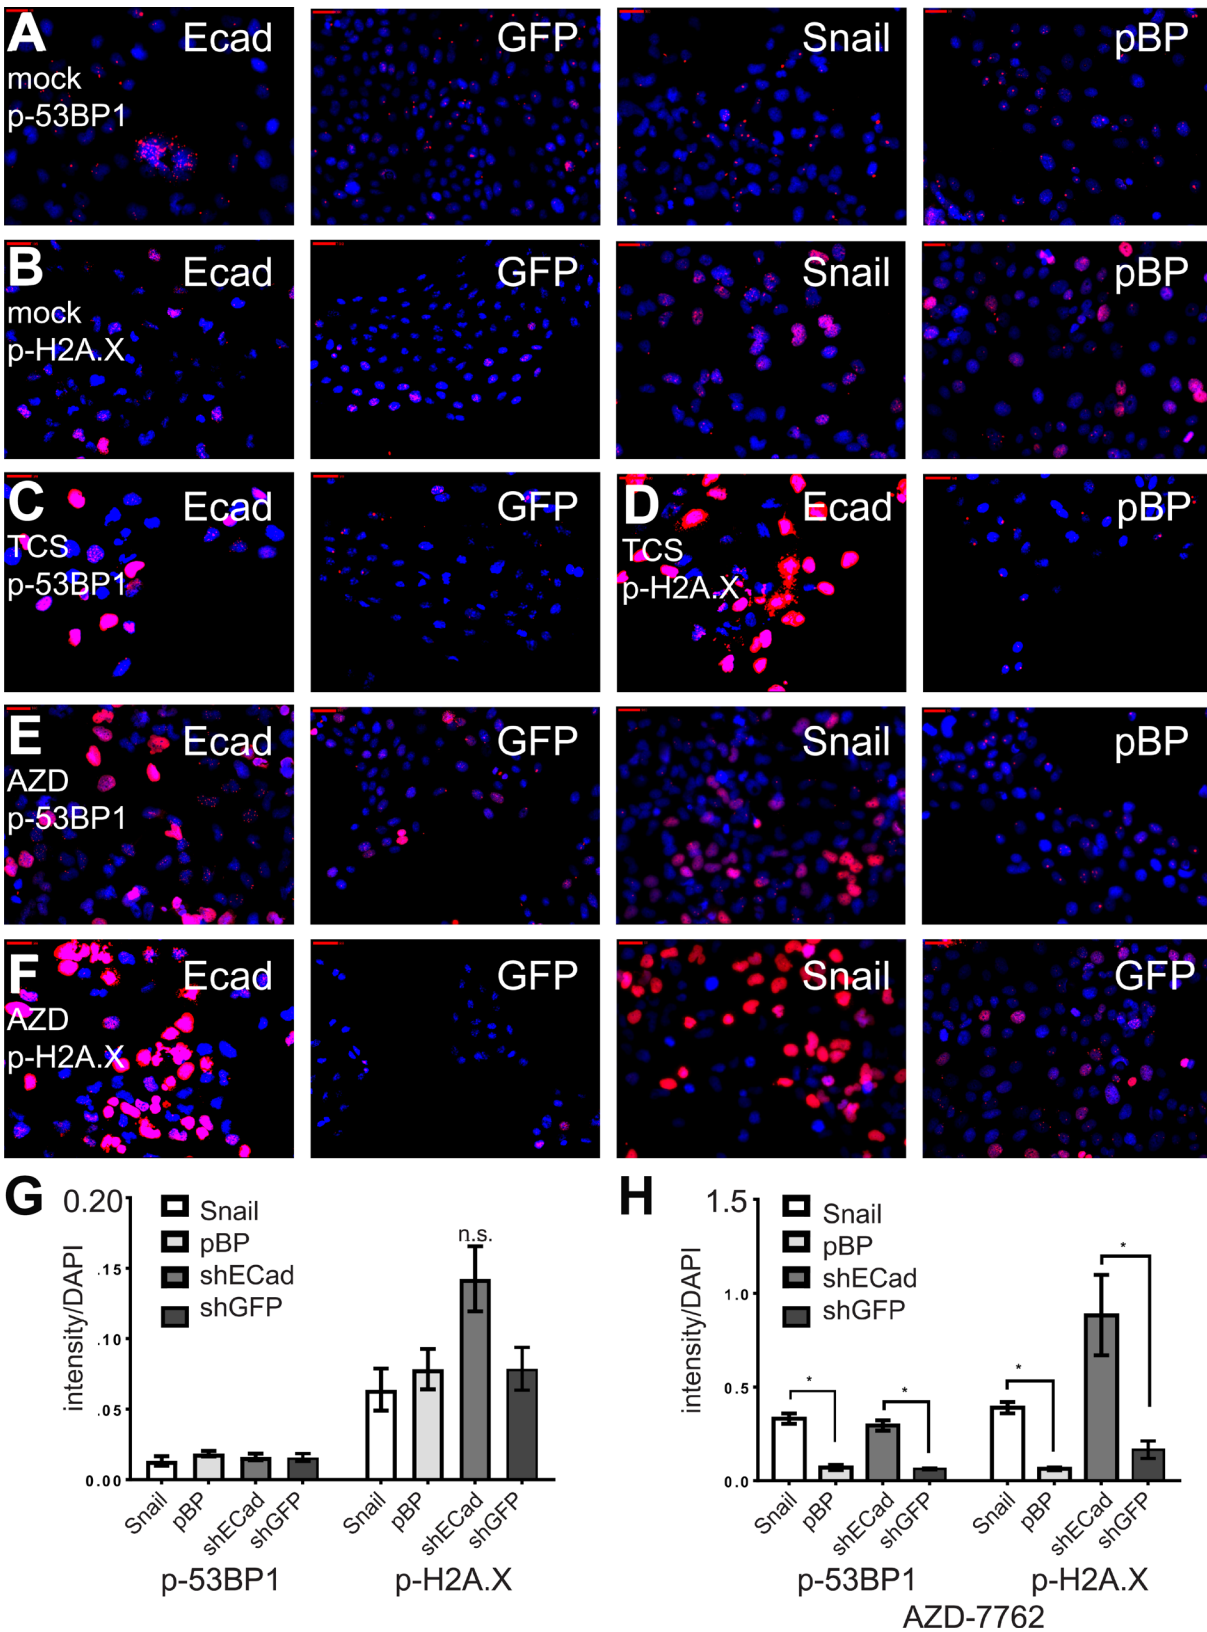 A Ecad GFP Snail pBP
mock
p-53BP1
B Ecad GFP Snail pBP
mock
p-H2A.X
C Ecad GFP D Ecad pBP
TCS TCS
p-53BP1 p-H2A.X
E Ecad GFP Snail pBP
AZD
p-53BP1
F Ecad GFP Snail GFP
AZD
p-H2A.X
G
0.20
.15
.10
.05
0.00
intensity/DAPI
Snail
pBP
shECad
shGFP
n.s.
Snail pBP shECad shGFP Snail pBP shECad shGFP
p-53BP1 p-H2A.X
H
1.5
1.0
0.5
0.0
intensity/DAPI
Snail
pBP
shECad
shGFP
* * * *
Snail pBP shECad shGFP Snail pBP shECad shGFP
p-53BP1 p-H2A.X
AZD-7762